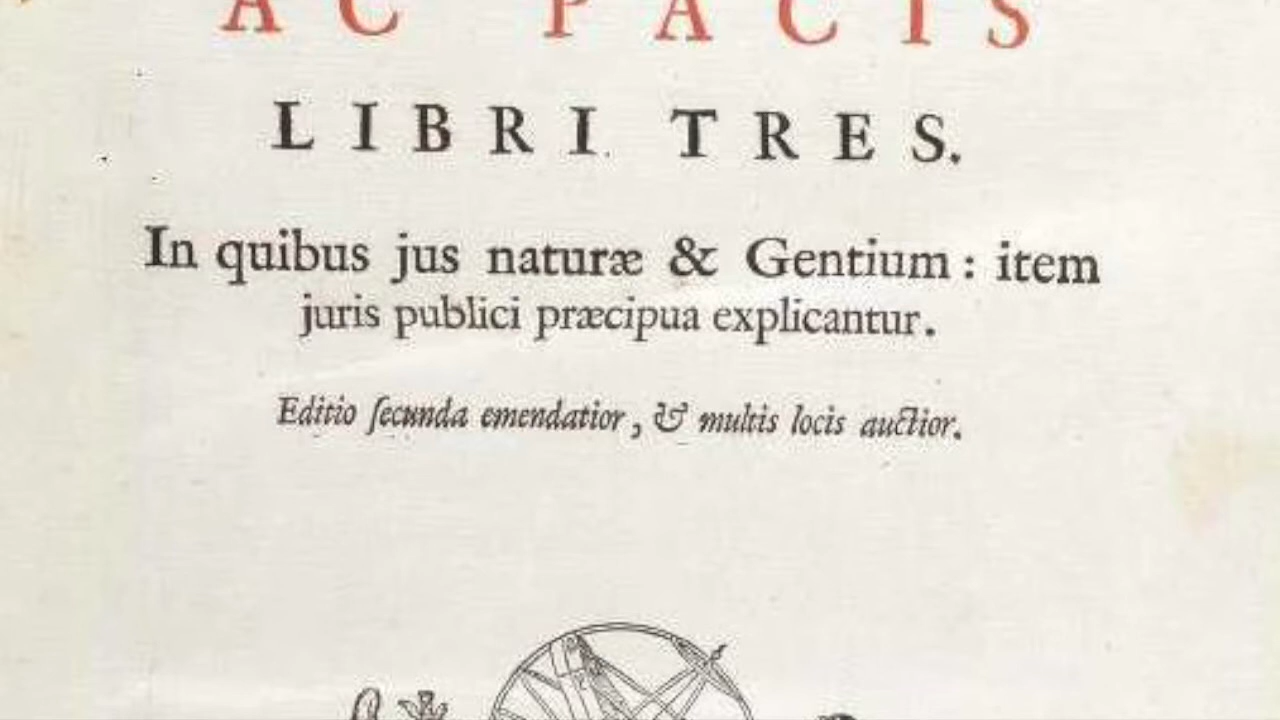 AC PACIS
LIBRI TRES.
In quibus jus naturæ & Gentium : item
juris publici præcipua explicantur.
Editio ſecunda emendatior, & multis locis auctior.